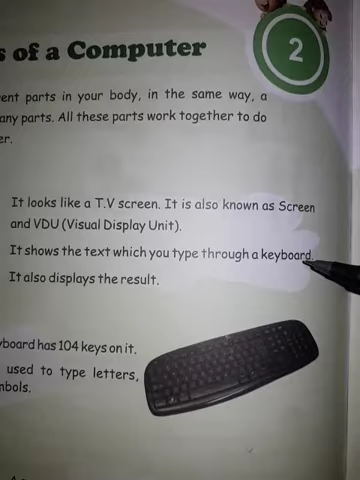 s of a Computer
2
ent parts in your body, in the same way, a
any parts. All these parts work together to do
er.
It looks like a T.V screen. It is also known as Screen
and VDU (Visual Display Unit).
It shows the text which you type through a keyboard.
It also displays the result.
yboard has 104 keys on it.
used to type letters,
mbols.